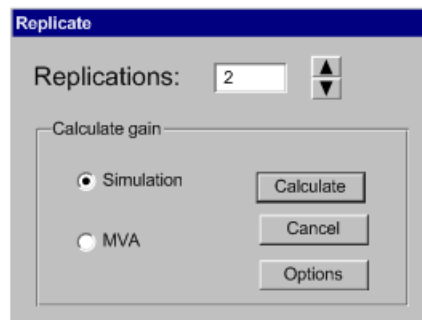 Replicate
Replications: 2
Calculate gain
Simulation
Calculate
MVA
Cancel
Options